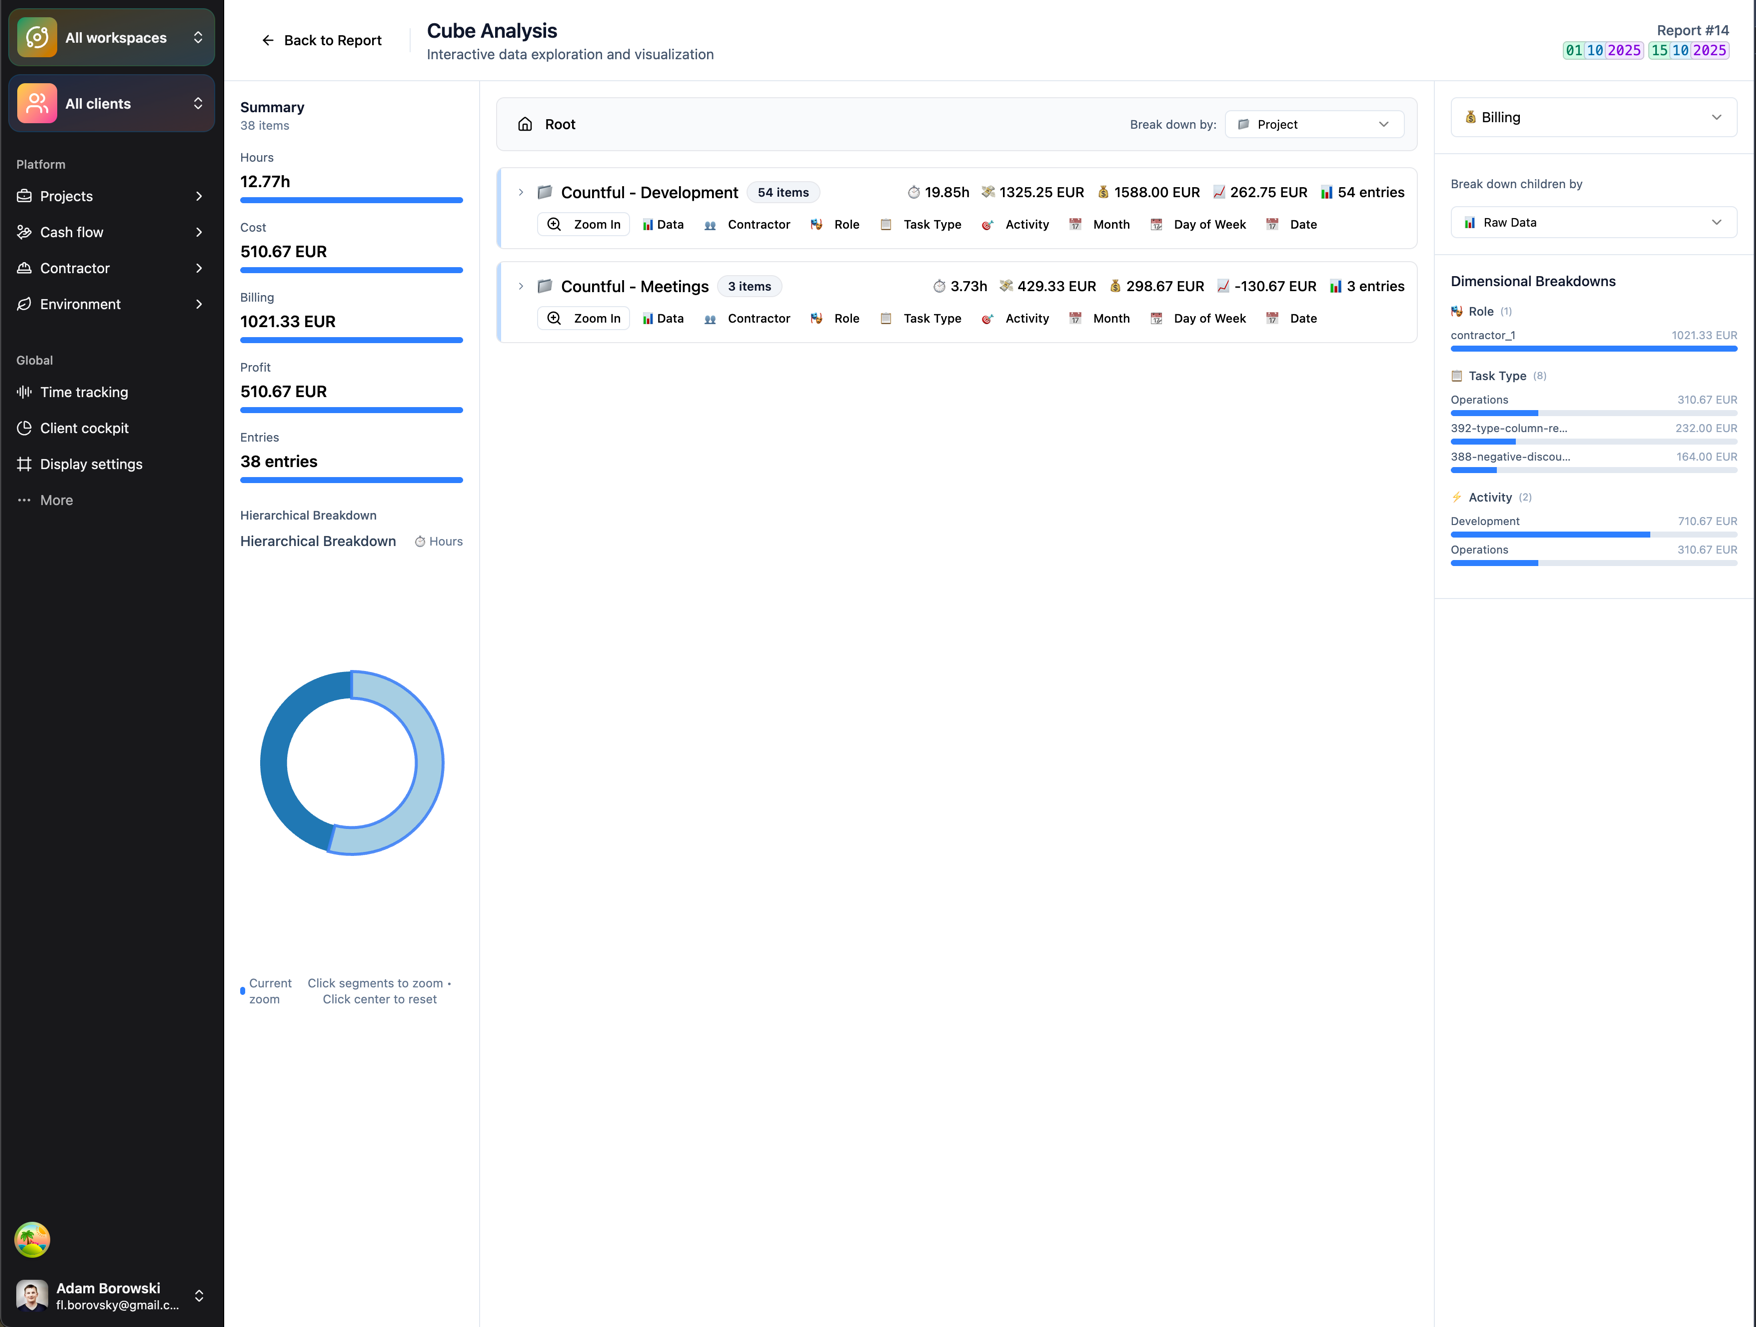 All workspaces
All clients
Platform
Projects
Cash flow
Contractor
Environment
Global
Time tracking
Client cockpit
Display settings
More
Adam Borowski
fl.borovsky@gmail.c...
Back to Report
Cube Analysis
Interactive data exploration and visualization
Report #14
01 10 2025 15 10 2025
Summary
38 items
Hours
12.77h
Cost
510.67 EUR
Billing
1021.33 EUR
Profit
510.67 EUR
Entries
38 entries
Hierarchical Breakdown
Hierarchical Breakdown Hours
Current zoom
Click segments to zoom •
Click center to reset
Root
Break down by: Project
Countful - Development 54 items 19.85h 1325.25 EUR 1588.00 EUR 262.75 EUR 54 entries
Zoom In Data Contractor Role Task Type Activity Month Day of Week Date
Countful - Meetings 3 items 3.73h 429.33 EUR 298.67 EUR -130.67 EUR 3 entries
Zoom In Data Contractor Role Task Type Activity Month Day of Week Date
Billing
Break down children by
Raw Data
Dimensional Breakdowns
Role (1)
contractor_1 1021.33 EUR
Task Type (8)
Operations 310.67 EUR
392-type-column-re... 232.00 EUR
388-negative-discou... 164.00 EUR
Activity (2)
Development 710.67 EUR
Operations 310.67 EUR